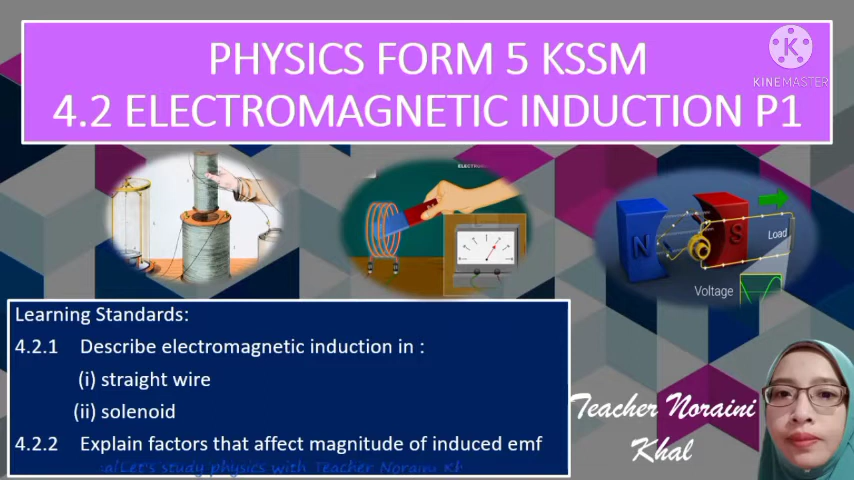 PHYSICS FORM 5 KSSM
4.2 ELECTROMAGNETIC INDUCTION P1
KINEMASTER
N
S
Load
Voltage
Learning Standards:
4.2.1 Describe electromagnetic induction in :
(i) straight wire
(ii) solenoid
4.2.2 Explain factors that affect magnitude of induced emf
Let's study physics with Teacher Noraini Kh
Teacher Noraini
Khal